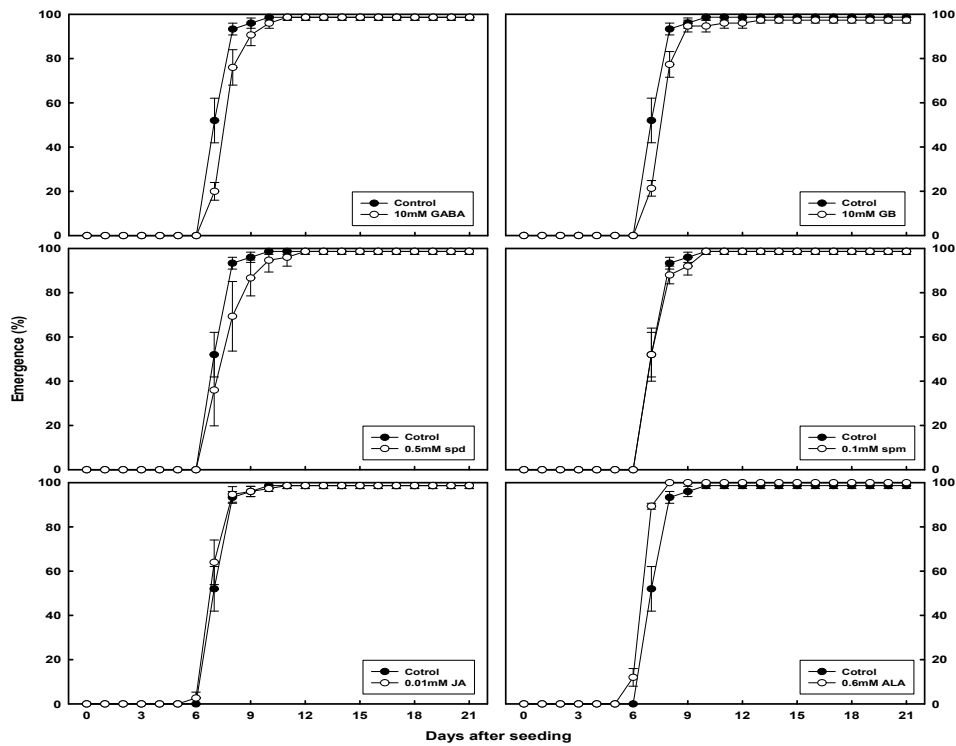 100 100
80 80
60 60
40 40
20 20
0 0
Control
10mM GABA
Cotrol
10mM GB
100 100
80 80
60 60
40 40
20 20
0 0
Cotrol
0.5mM spd
Cotrol
0.1mM spm
Emergence (%)
100 100
80 80
60 60
40 40
20 20
0 0
Cotrol
0.01mM JA
Cotrol
0.6mM ALA
0 3 6 9 12 15 18 21 0 3 6 9 12 15 18 21
Days after seeding